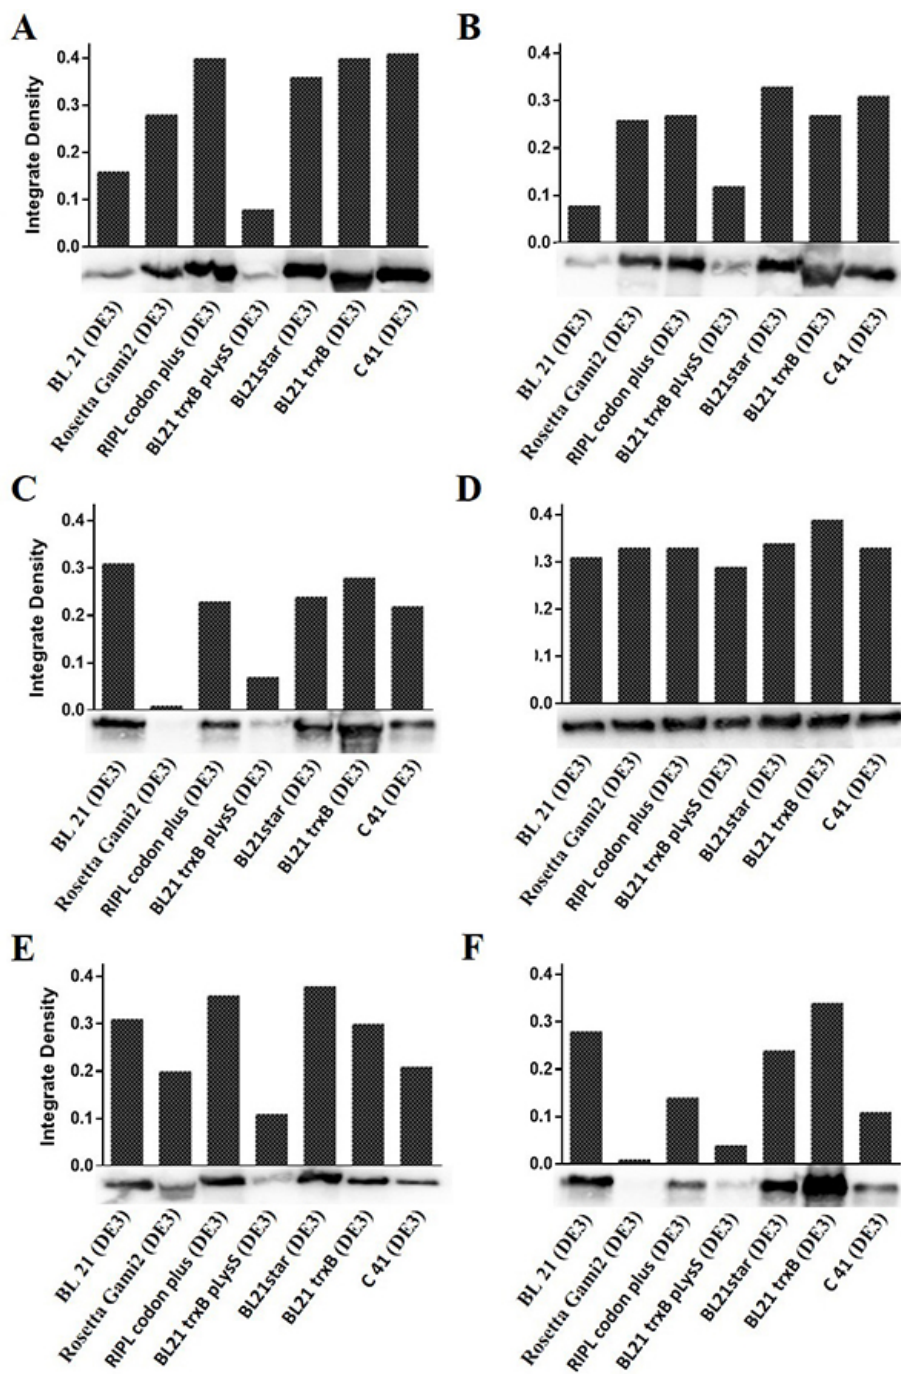 A
Integrate Density
0.4
0.3
0.2
0.1
0.0
BL 21 (DE3)
Rosetta Gami2 (DE3)
RIPL codon plus (DE3)
BL21 trxB pLysS (DE3)
BL21star (DE3)
BL21 trxB (DE3)
C 41 (DE3)
B
0.4
0.3
0.2
0.1
0.0
BL 21 (DE3)
Rosetta Gami2 (DE3)
RIPL codon plus (DE3)
BL21 trxB pLysS (DE3)
BL21star (DE3)
BL21 trxB (DE3)
C 41 (DE3)
C
Integrate Density
0.4
0.3
0.2
0.1
0.0
BL 21 (DE3)
Rosetta Gami2 (DE3)
RIPL codon plus (DE3)
BL21 trxB pLysS (DE3)
BL21star (DE3)
BL21 trxB (DE3)
C 41 (DE3)
D
0.4
).3
).2
).1
0.0
BL 21 (DE3)
Rosetta Gami2 (DE3)
RIPL codon plus (DE3)
BL21 trxB pLysS (DE3)
BL21star (DE3)
BL21 trxB (DE3)
C 41 (DE3)
E
Integrate Density
0.4
0.3
0.2
0.1
0.0
BL 21 (DE3)
Rosetta Gami2 (DE3)
RIPL codon plus (DE3)
BL21 trxB pLysS (DE3)
BL21star (DE3)
BL21 trxB (DE3)
C 41 (DE3)
F
0.4
0.3
0.2
0.1
0.0
BL 21 (DE3)
Rosetta Gami2 (DE3)
RIPL codon plus (DE3)
BL21 trxB pLysS (DE3)
BL21star (DE3)
BL21 trxB (DE3)
C 41 (DE3)